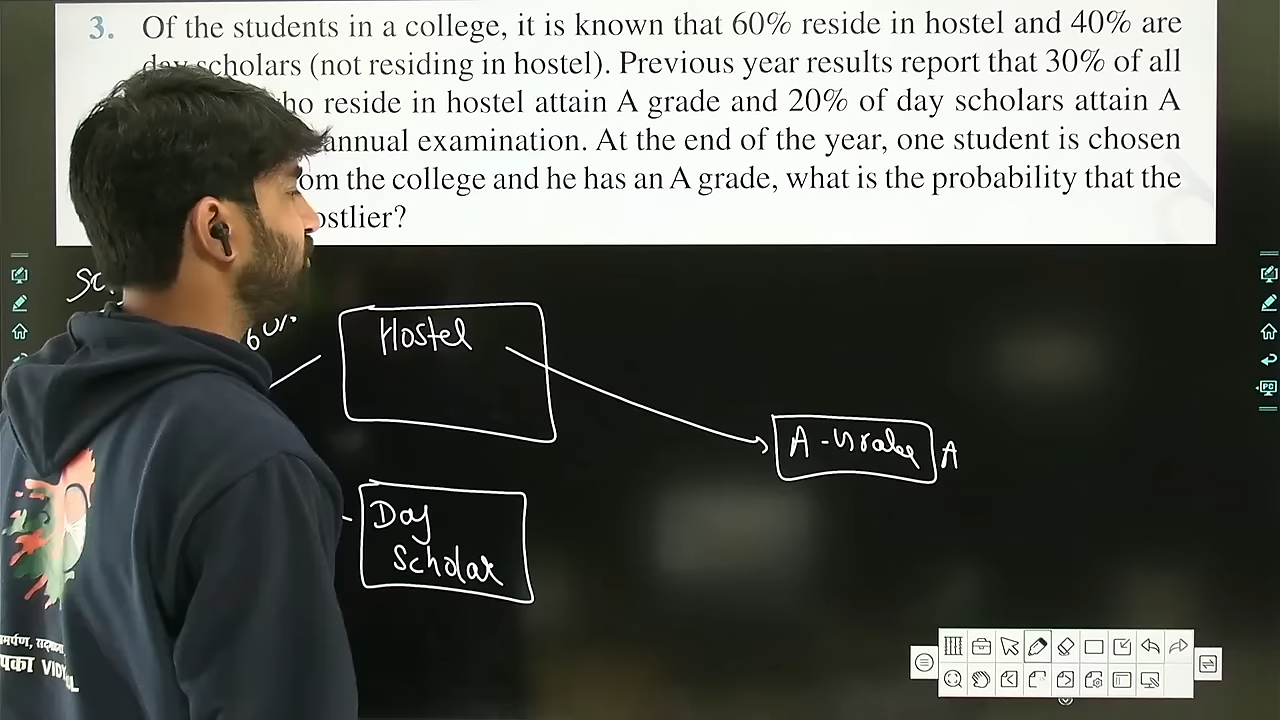 3. Of the students in a college, it is known that 60% reside in hostel and 40% are
day scholars (not residing in hostel). Previous year results report that 30% of all
ho reside in hostel attain A grade and 20% of day scholars attain A
annual examination. At the end of the year, one student is chosen
om the college and he has an A grade, what is the probability that the
ostlier?
60%
Hostel
A - Grade A
Day
Scholar
VIDY